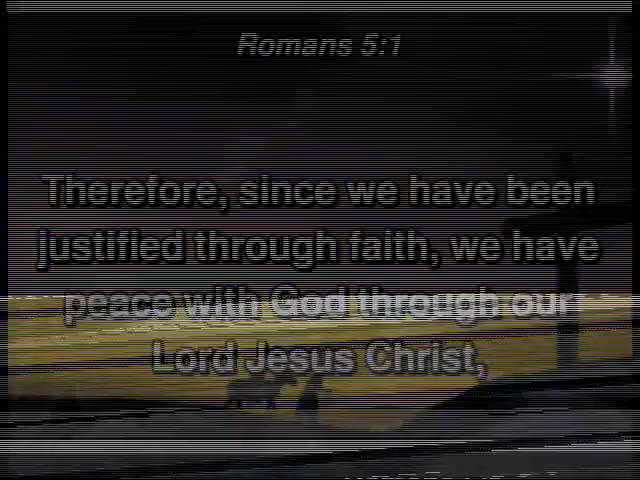 Romans 5:1
Therefore, since we have been
justified through faith, we have
peace with God through our
Lord Jesus Christ,